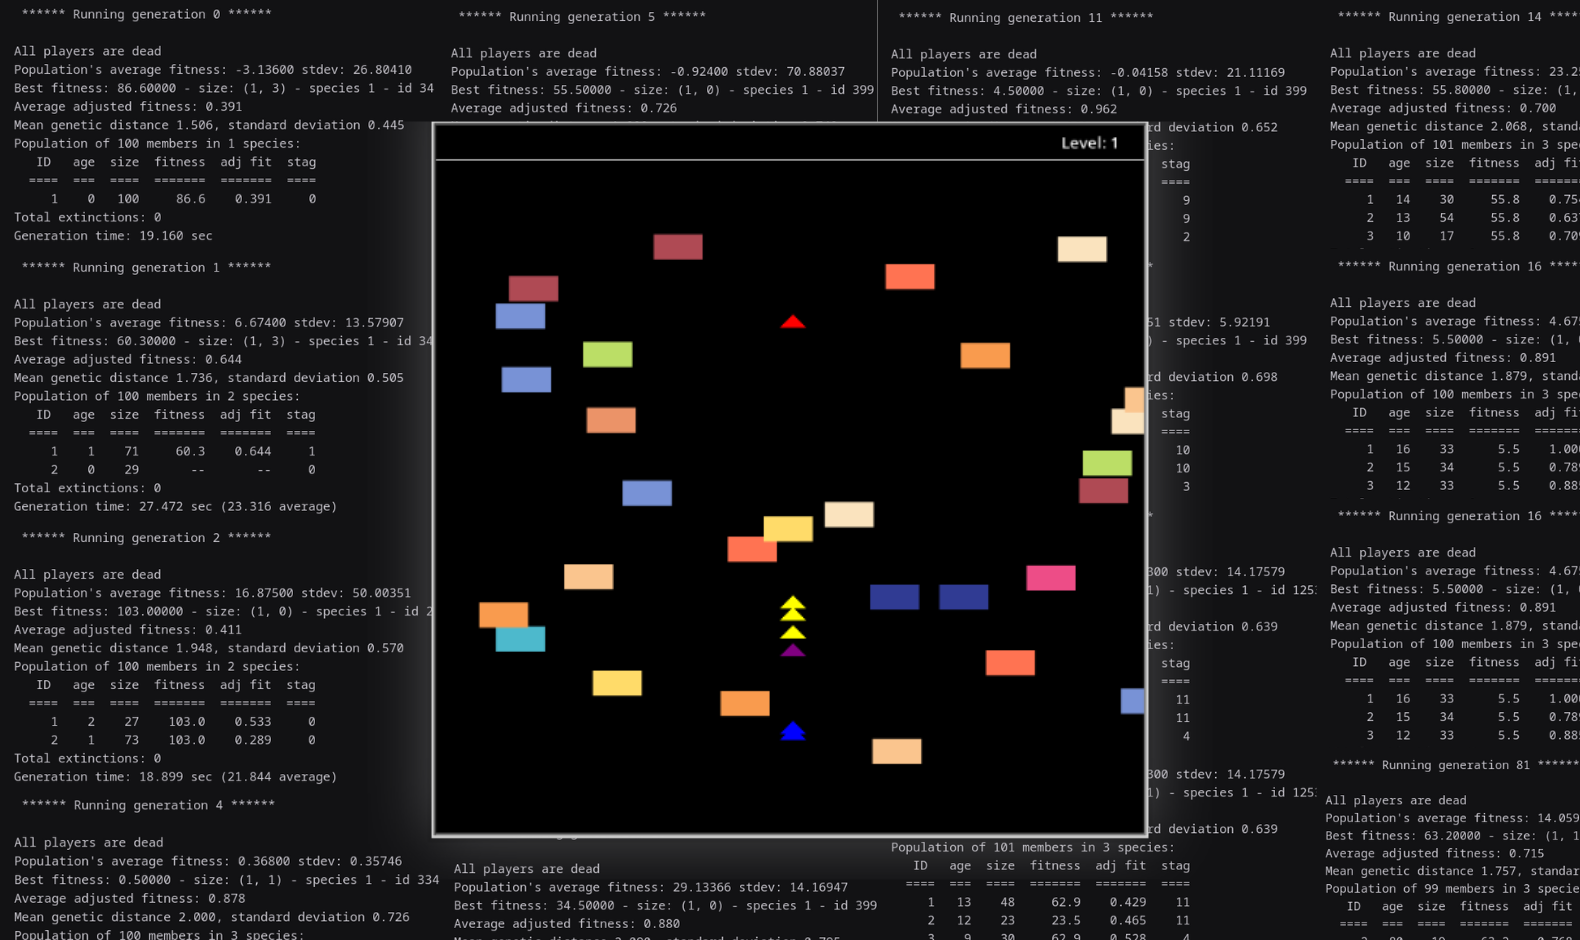 ****** Running generation 0 ******
All players are dead
Population's average fitness: -3.13600 stdev: 26.80410
Best fitness: 86.60000 - size: (1, 3) - species 1 - id 34
Average adjusted fitness: 0.391
Mean genetic distance 1.506, standard deviation 0.445
Population of 100 members in 1 species:
ID age size fitness adj fit stag
==== === ==== ======= ======= ====
1 0 100 86.6 0.391 0
Total extinctions: 0
Generation time: 19.160 sec
****** Running generation 1 ******
All players are dead
Population's average fitness: 6.67400 stdev: 13.57907
Best fitness: 60.30000 - size: (1, 3) - species 1 - id 34
Average adjusted fitness: 0.644
Mean genetic distance 1.736, standard deviation 0.505
Population of 100 members in 2 species:
ID age size fitness adj fit stag
==== === ==== ======= ======= ====
1 1 71 60.3 0.644 1
2 0 29 -- -- 0
Total extinctions: 0
Generation time: 27.472 sec (23.316 average)
****** Running generation 2 ******
All players are dead
Population's average fitness: 16.87500 stdev: 50.00351
Best fitness: 103.00000 - size: (1, 0) - species 1 - id 2
Average adjusted fitness: 0.411
Mean genetic distance 1.948, standard deviation 0.570
Population of 100 members in 2 species:
ID age size fitness adj fit stag
==== === ==== ======= ======= ====
1 2 27 103.0 0.533 0
2 1 73 103.0 0.289 0
Total extinctions: 0
Generation time: 18.899 sec (21.844 average)
****** Running generation 4 ******
All players are dead
Population's average fitness: 0.36800 stdev: 0.35746
Best fitness: 0.50000 - size: (1, 1) - species 1 - id 334
Average adjusted fitness: 0.878
Mean genetic distance 2.000, standard deviation 0.726
Population of 100 members in 3 species:
****** Running generation 5 ******
All players are dead
Population's average fitness: -0.92400 stdev: 70.88037
Best fitness: 55.50000 - size: (1, 0) - species 1 - id 399
Average adjusted fitness: 0.726
Level: 1
All players are dead
Population's average fitness: 29.13366 stdev: 14.16947
Best fitness: 34.50000 - size: (1, 0) - species 1 - id 399
Average adjusted fitness: 0.880
****** Running generation 11 ******
All players are dead
Population's average fitness: -0.04158 stdev: 21.11169
Best fitness: 4.50000 - size: (1, 0) - species 1 - id 399
Average adjusted fitness: 0.962
rd deviation 0.652
ies:
stag
====
9
9
2
*
51 stdev: 5.92191
) - species 1 - id 399
rd deviation 0.698
ies:
stag
====
10
10
3
*
300 stdev: 14.17579
1) - species 1 - id 125
rd deviation 0.639
ies:
stag
====
11
11
4
300 stdev: 14.17579
1) - species 1 - id 125
rd deviation 0.639
Population of 101 members in 3 species:
ID age size fitness adj fit stag
==== === ==== ======= ======= ====
1 13 48 62.9 0.429 11
2 12 23 23.5 0.465 11
3 9 30 62.9 0.528 4
****** Running generation 14 ****
All players are dead
Population's average fitness: 23.2
Best fitness: 55.80000 - size: (1,
Average adjusted fitness: 0.700
Mean genetic distance 2.068, stand
Population of 101 members in 3 spe
ID age size fitness adj fi
==== === ==== ======= ======
1 14 30 55.8 0.75
2 13 54 55.8 0.63
3 10 17 55.8 0.70
****** Running generation 16 ****
All players are dead
Population's average fitness: 4.67
Best fitness: 5.50000 - size: (1,
Average adjusted fitness: 0.891
Mean genetic distance 1.879, stand
Population of 100 members in 3 spe
ID age size fitness adj fi
==== === ==== ======= ======
1 16 33 5.5 1.00
2 15 34 5.5 0.78
3 12 33 5.5 0.88
****** Running generation 16 ****
All players are dead
Population's average fitness: 4.67
Best fitness: 5.50000 - size: (1,
Average adjusted fitness: 0.891
Mean genetic distance 1.879, stand
Population of 100 members in 3 spe
ID age size fitness adj fi
==== === ==== ======= ======
1 16 33 5.5 1.00
2 15 34 5.5 0.78
3 12 33 5.5 0.88
****** Running generation 81 ****
All players are dead
Population's average fitness: 14.059
Best fitness: 63.20000 - size: (1, 1
Average adjusted fitness: 0.715
Mean genetic distance 1.757, standar
Population of 99 members in 3 specie
ID age size fitness adj fit
==== === ==== ======= =======